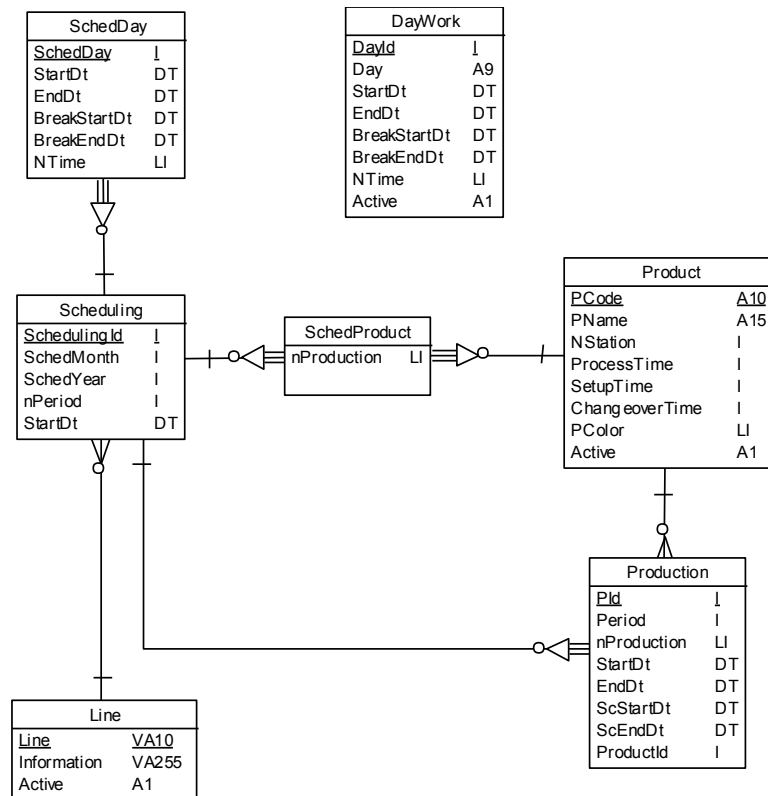 SchedDay
SchedDay I
StartDt DT
EndDt DT
BreakStartDt DT
BreakEndDt DT
NTime LI
DayWork
DayId I
Day A9
StartDt DT
EndDt DT
BreakStartDt DT
BreakEndDt DT
NTime LI
Active A1
Scheduling
SchedulingId I
SchedMonth I
SchedYear I
nPeriod I
StartDt DT
SchedProduct
nProduction LI
Product
PCode A10
PName A15
NStation I
ProcessTime I
SetupTime I
ChangeoverTime I
PColor LI
Active A1
Production
PId I
Period I
nProduction LI
StartDt DT
EndDt DT
ScStartDt DT
ScEndDt DT
ProductId I
Line
Line VA10
Information VA255
Active A1